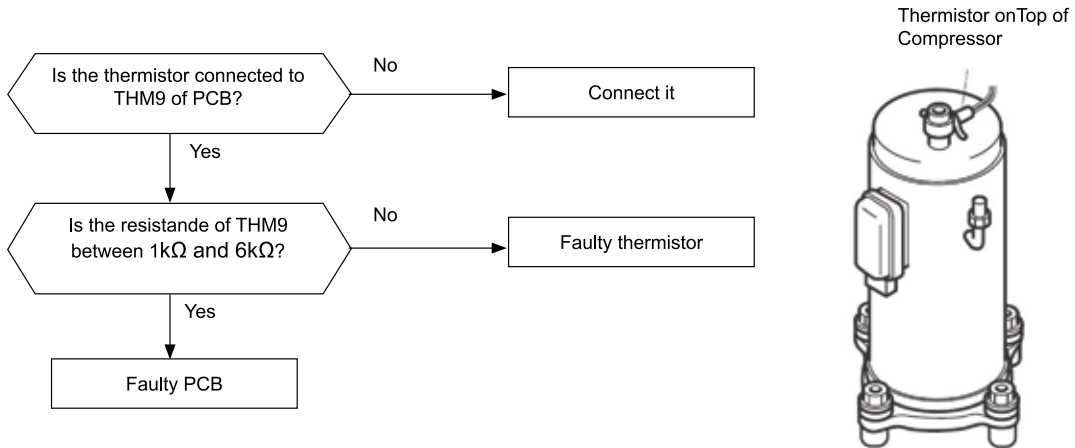 Thermistor onTop of
Compressor
Is the thermistor connected to
THM9 of PCB?
No
Connect it
Yes
Is the resistande of THM9
between 1kΩ and 6kΩ?
No
Faulty thermistor
Yes
Faulty PCB